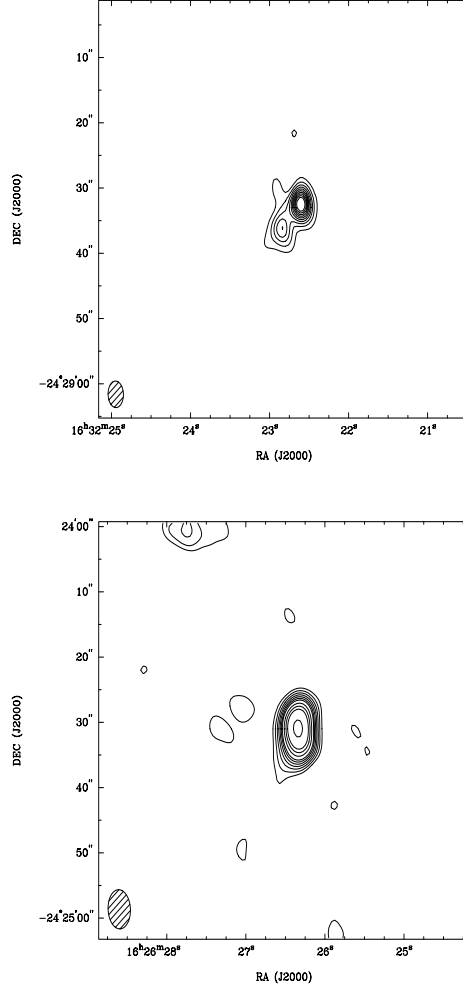 10"
20"
30"
DEC (J2000)
40"
50"
-24°29'00"
16ʰ32ᵐ25ˢ 24ˢ 23ˢ 22ˢ 21ˢ
RA (J2000)
24'00"
10"
20"
30"
DEC (J2000)
40"
50"
-24°25'00"
16ʰ26ᵐ28ˢ 27ˢ 26ˢ 25ˢ
RA (J2000)